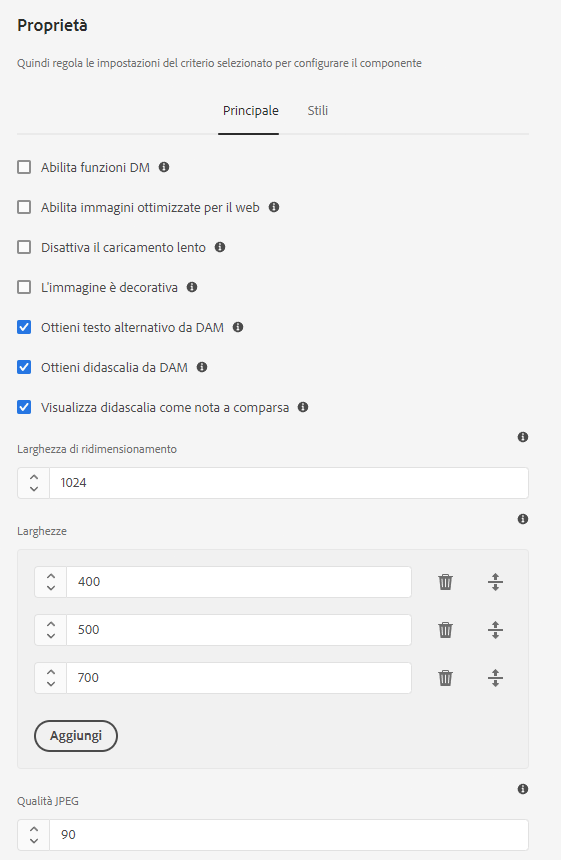 Proprietà
Quindi regola le impostazioni del criterio selezionato per configurare il componente
Principale Stili
Abilita funzioni DM
Abilita immagini ottimizzate per il web
Disattiva il caricamento lento
L'immagine è decorativa
Ottieni testo alternativo da DAM
Ottieni didascalia da DAM
Visualizza didascalia come nota a comparsa
Larghezza di ridimensionamento
1024
Larghezze
400
500
700
Aggiungi
Qualità JPEG
90